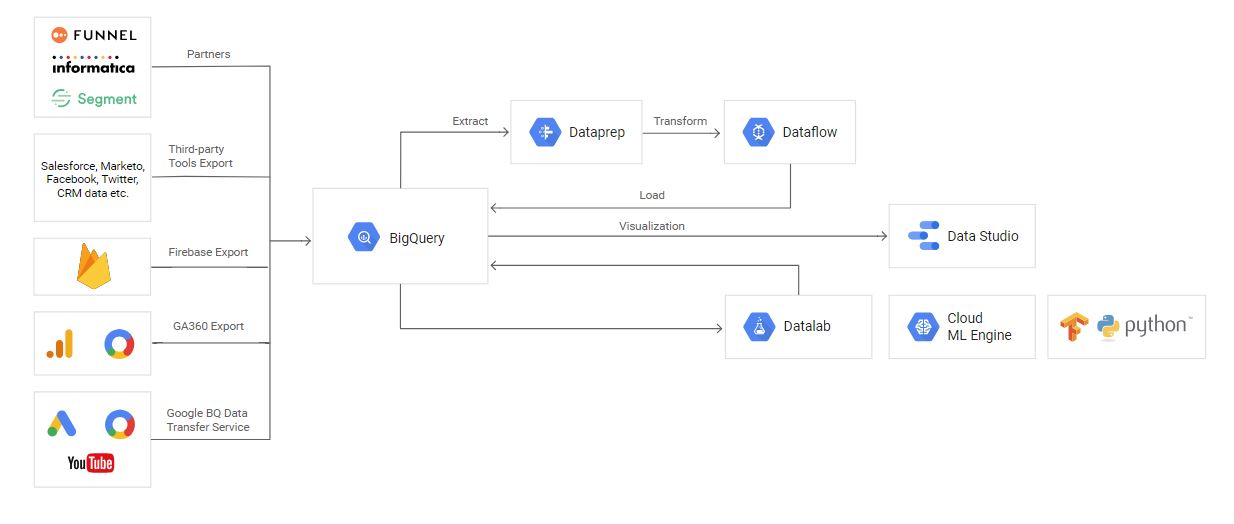 FUNNEL
informatica
Segment
Partners
Salesforce, Marketo,
Facebook, Twitter,
CRM data etc.
Third-party
Tools Export
Firebase Export
GA360 Export
YouTube
Google BQ Data
Transfer Service
BigQuery
Extract
Dataprep
Transform
Dataflow
Load
Visualization
Data Studio
Datalab
Cloud
ML Engine
python™